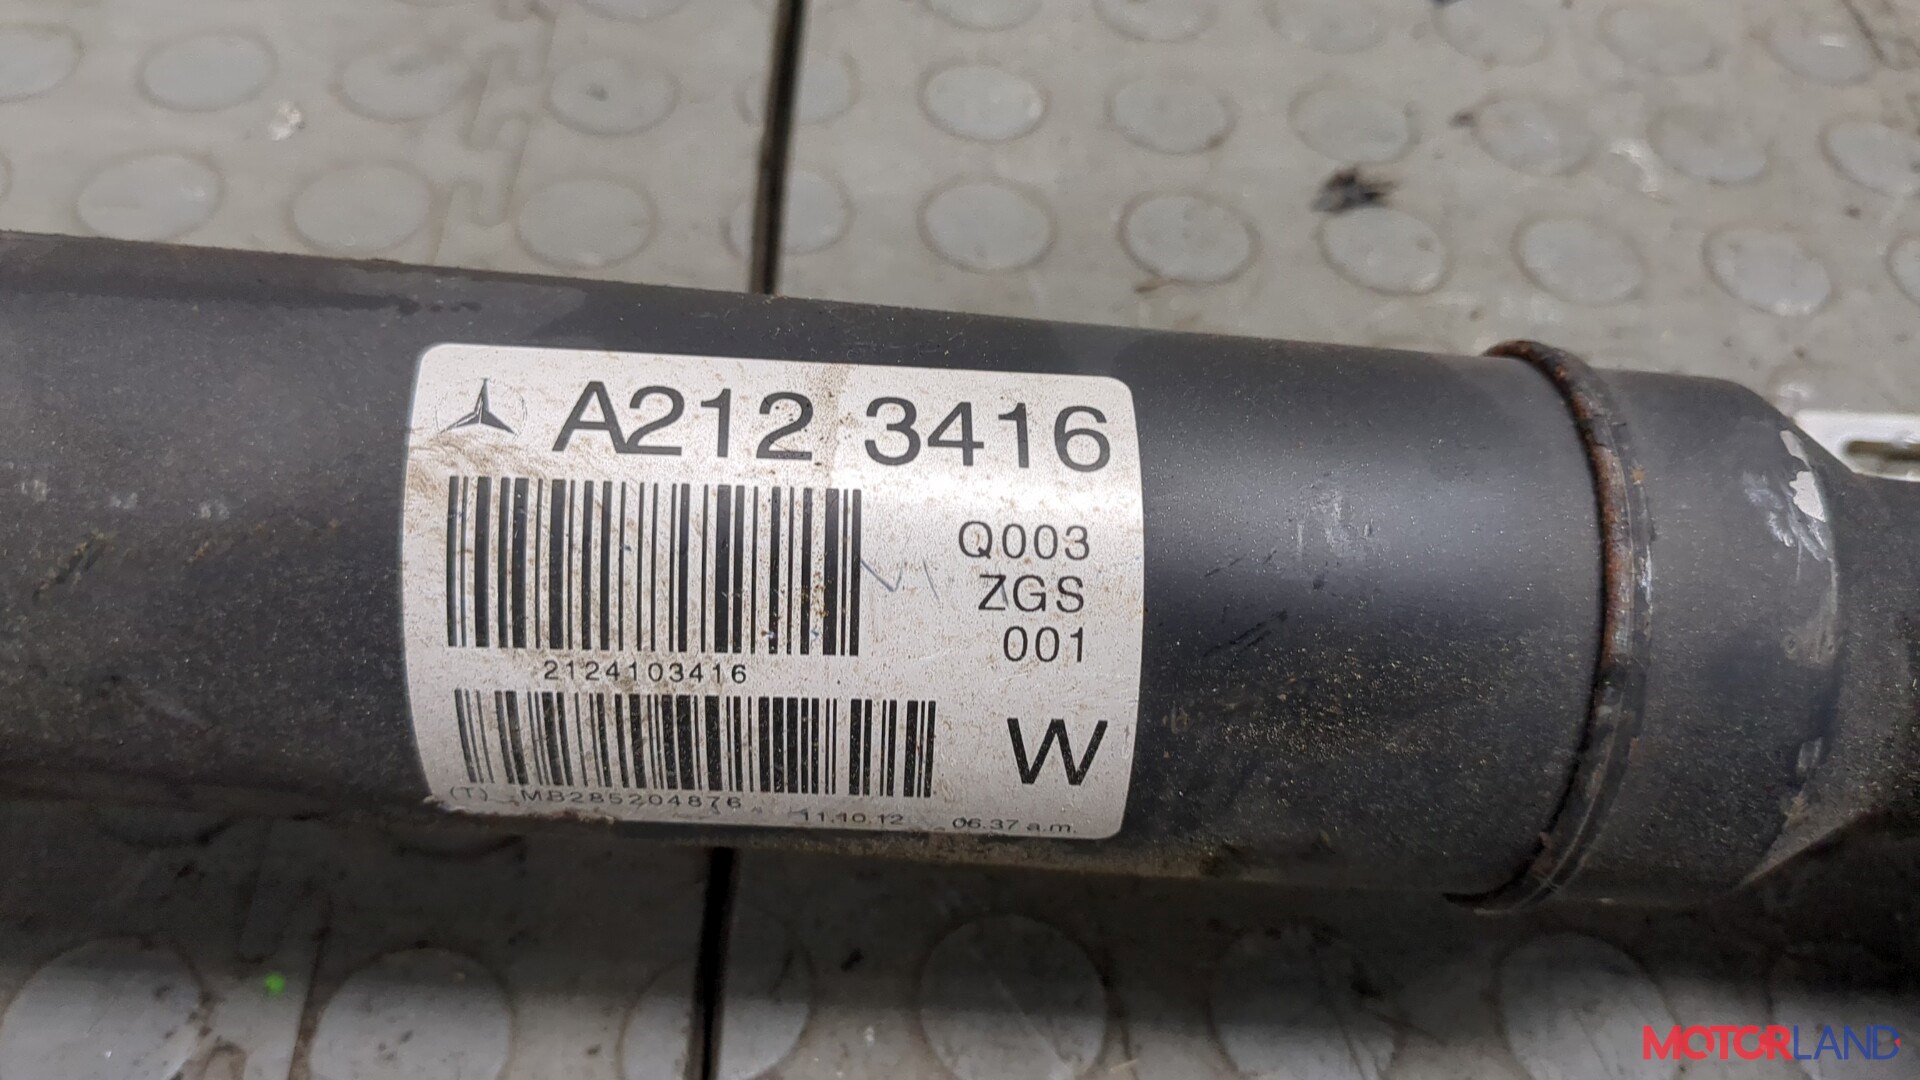 A212 3416
Q003
ZGS
001
2124103416
W
(T) MB285204876 11.10.12 06.37 a.m.
MOTORLAND